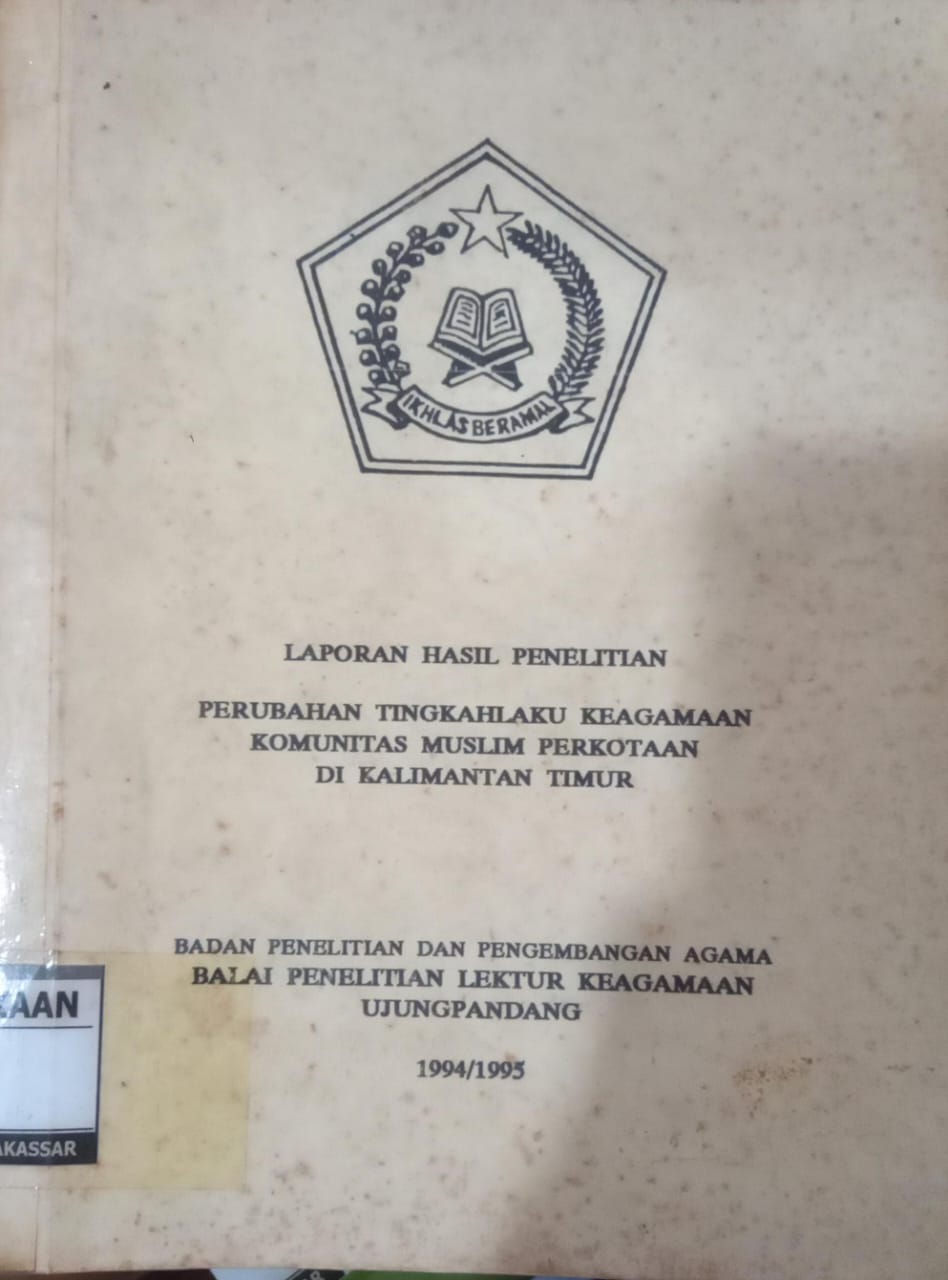 IKHLAS BERAMAL
LAPORAN HASIL PENELITIAN
PERUBAHAN TINGKAHLAKU KEAGAMAAN
KOMUNITAS MUSLIM PERKOTAAN
DI KALIMANTAN TIMUR
BADAN PENELITIAN DAN PENGEMBANGAN AGAMA
BALAI PENELITIAN LEKTUR KEAGAMAAN
UJUNGPANDANG
1994/1995
KAAN
AKASSAR